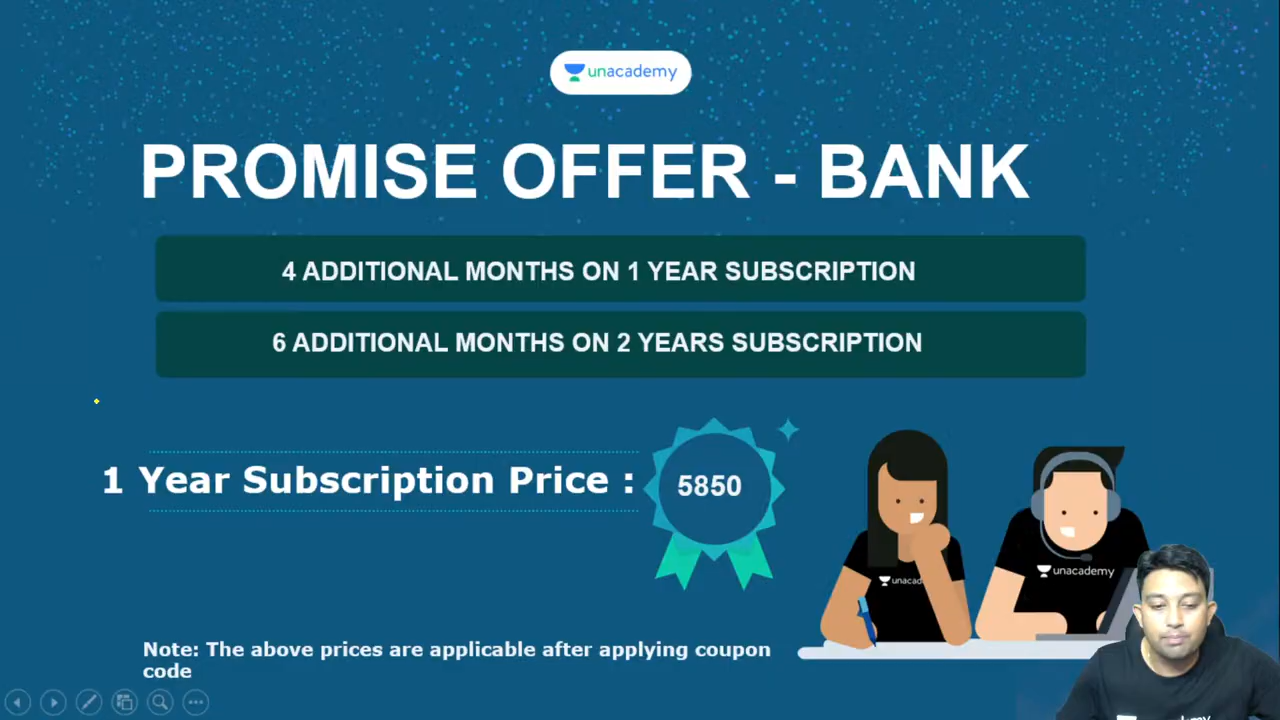 unacademy
PROMISE OFFER - BANK
4 ADDITIONAL MONTHS ON 1 YEAR SUBSCRIPTION
6 ADDITIONAL MONTHS ON 2 YEARS SUBSCRIPTION
1 Year Subscription Price :
5850
unacademy
Note: The above prices are applicable after applying coupon
code